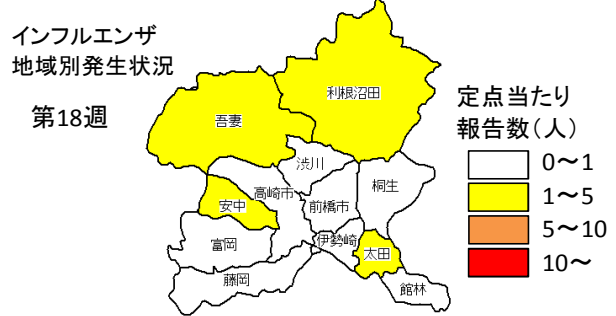 インフルエンザ
地域別発生状況
第18週
利根沼田
吾妻
渋川
高崎市
桐生
安中
前橋市
富岡
伊勢崎
太田
藤岡
館林
定点当たり
報告数(人)
0～1
1～5
5～10
10～